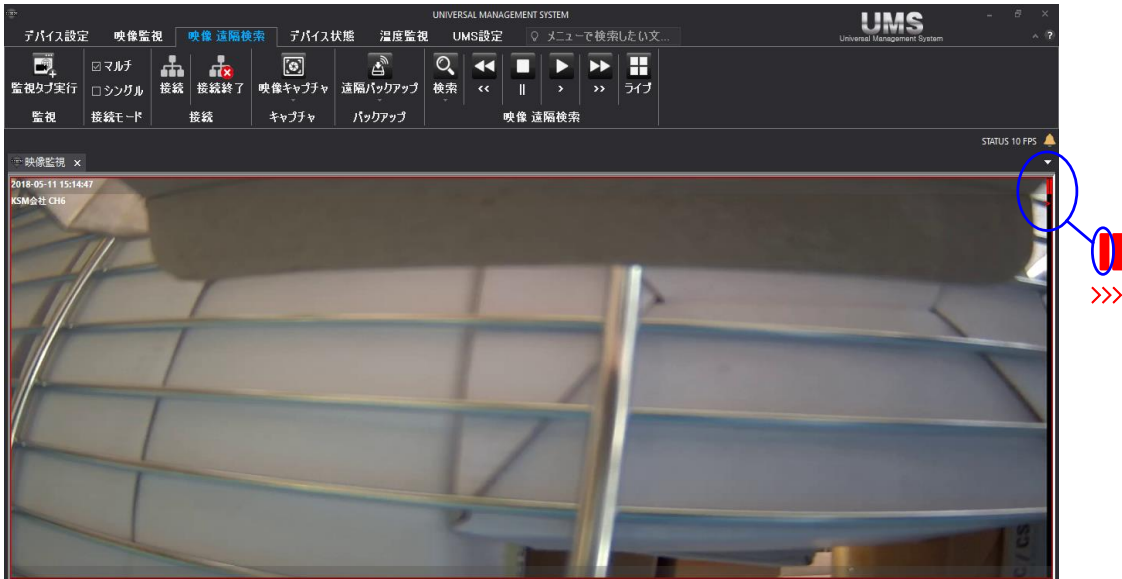 UNIVERSAL MANAGEMENT SYSTEM
UMS
Universal Management System
デバイス設定 映像監視 映像 遠隔検索 デバイス状態 温度監視 UMS設定 メニューで検索したい文...
マルチ
シングル
監視タブ実行 接続 接続終了 映像キャプチャ 遠隔バックアップ 検索 << || > >> ライブ
監視 接続モード 接続 キャプチャ バックアップ 映像 遠隔検索
STATUS 10 FPS
映像監視 x
2018-05-11 15:14:47
KSM会社 CH6
>>>